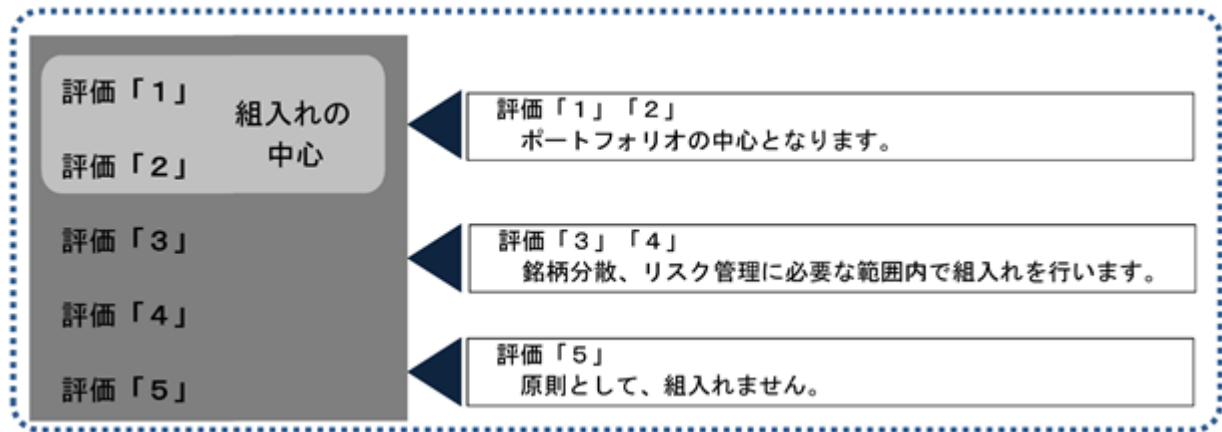 評価「１」
評価「２」
組入れの
中心
評価「３」
評価「４」
評価「５」
評価「１」「２」
ポートフォリオの中心となります。
評価「３」「４」
銘柄分散、リスク管理に必要な範囲内で組入れを行います。
評価「５」
原則として、組入れません。